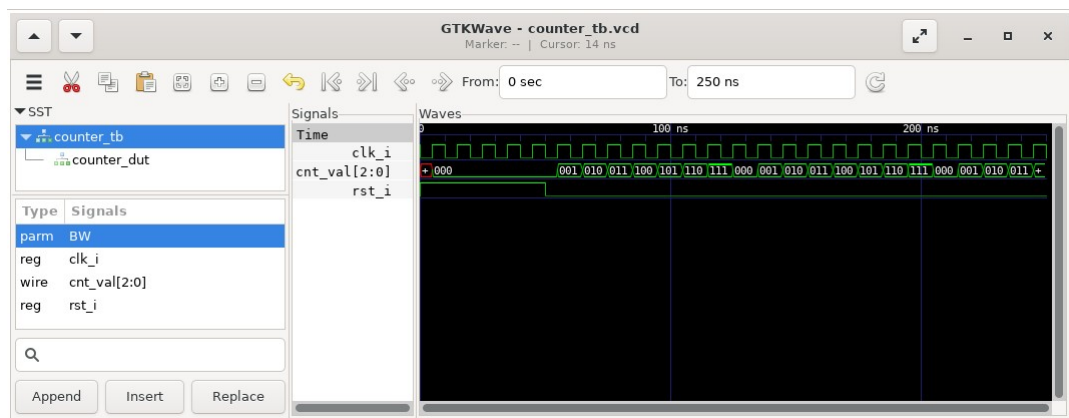 GTKWave - counter_tb.vcd
Marker: -- | Cursor: 14 ns
From: 0 sec To: 250 ns
SST
counter_tb
counter_dut
Type Signals
parm BW
reg clk_i
wire cnt_val[2:0]
reg rst_i
Append Insert Replace
Signals
Time
clk_i
cnt_val[2:0]
rst_i
Waves
0 100 ns 200 ns
+ 000 001 010 011 100 101 110 111 000 001 010 011 100 101 110 111 000 001 010 011 +